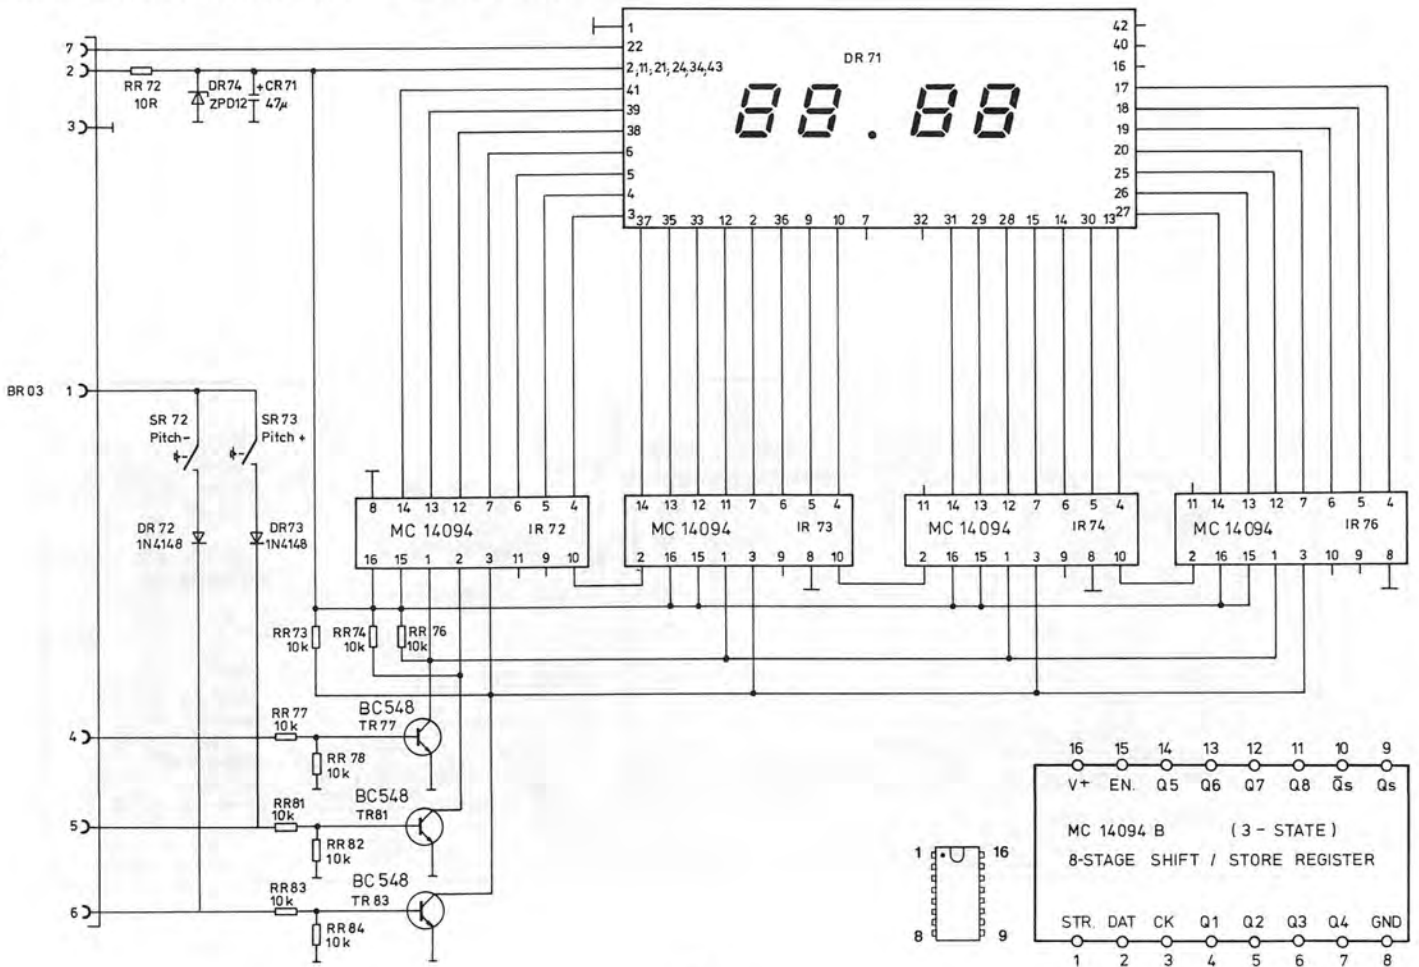 1 42
22 40
DR 71
2,11,21,24,34,43 16
41 17
39 18
38 19
6 20
5 25
4 26
3 27
37 35 33 12 2 36 9 10 7 32 31 29 28 15 14 30 13
88.88
7
2
RR 72
10R
DR74
ZPD12
+CR71
47µ
3
BR 03 1
SR 72
Pitch-
SR 73
Pitch +
DR 72
1N4148
DR73
1N4148
8 14 13 12 7 6 5 4
MC 14094 IR 72
16 15 1 2 3 11 9 10
14 13 12 11 7 6 5 4
MC 14094 IR 73
2 16 15 1 3 9 8 10
11 14 13 12 7 6 5 4
MC 14094 IR 74
2 16 15 1 3 9 8 10
11 14 13 12 7 6 5 4
MC 14094 IR 76
2 16 15 1 3 10 9 8
RR73
10k
RR74
10k
RR 76
10k
4
RR 77
10k
RR 78
10k
BC548
TR77
5
RR81
10k
RR 82
10k
BC548
TR81
6
RR83
10k
RR 84
10k
BC 548
TR 83
1 16
8 9
16 15 14 13 12 11 10 9
V+ EN. Q5 Q6 Q7 Q8 Q̅s Qs
MC 14094 B (3 - STATE)
8-STAGE SHIFT / STORE REGISTER
STR. DAT CK Q1 Q2 Q3 Q4 GND
1 2 3 4 5 6 7 8